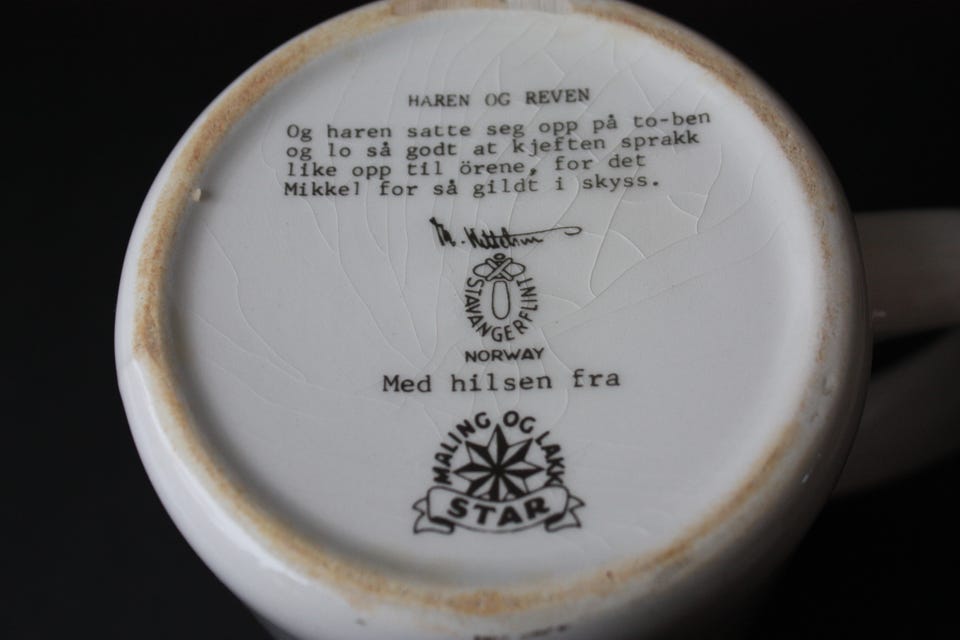 HAREN OG REVEN
Og haren satte seg opp på to-ben
og lo så godt at kjeften sprakk
like opp til örene, for det
Mikkel for så gildt i skyss.
STAVANGERFLINT
NORWAY
Med hilsen fra
MALING OG LAKK
STAR